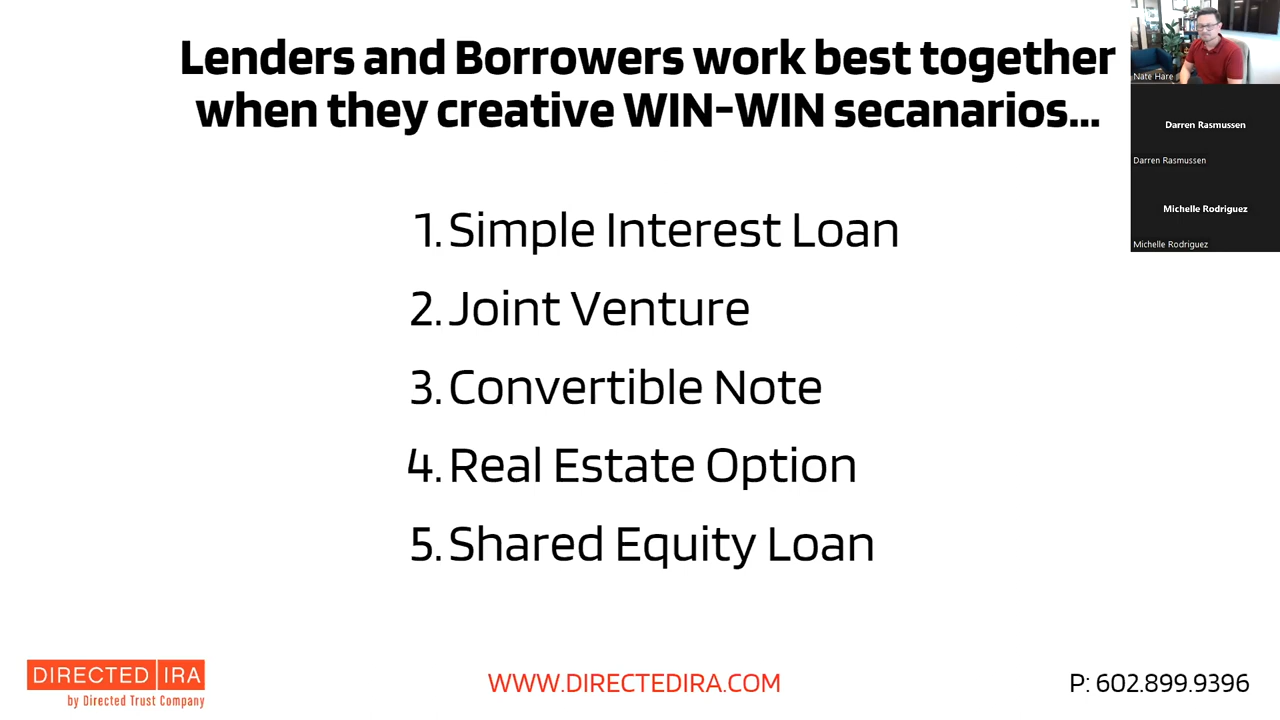 Lenders and Borrowers work best together
when they creative WIN-WIN secanarios...
1. Simple Interest Loan
2. Joint Venture
3. Convertible Note
4. Real Estate Option
5. Shared Equity Loan
Nate Hare
Darren Rasmussen
Darren Rasmussen
Michelle Rodriguez
Michelle Rodriguez
DIRECTED IRA
by Directed Trust Company
WWW.DIRECTEDIRA.COM
P: 602.899.9396